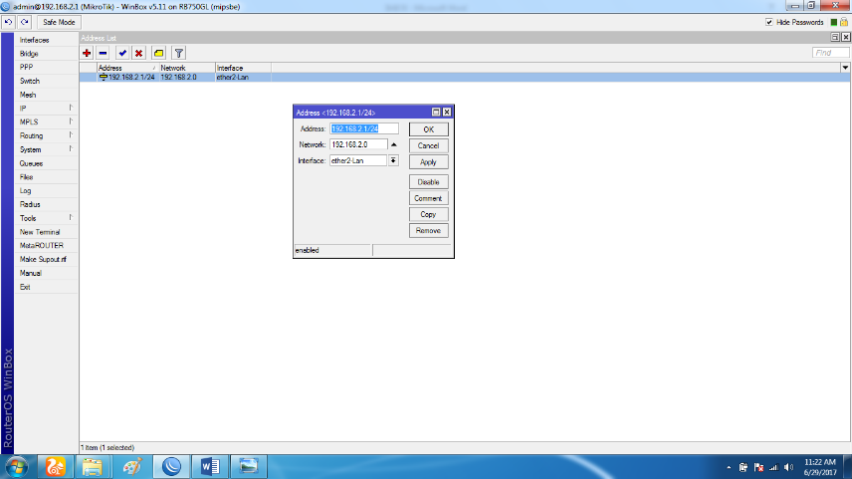 admin@192.168.2.1 (MikroTik) - WinBox v5.11 on RB750GL (mipsbe)
Safe Mode
Hide Passwords
Interfaces
Bridge
PPP
Switch
Mesh
IP
MPLS
Routing
System
Queues
Files
Log
Radius
Tools
New Terminal
MetaROUTER
Make Supout.rif
Manual
Exit
RouterOS WinBox
Address List
Find
Address Network Interface
192.168.2.1/24 192.168.2.0 ether2-Lan
Address <192.168.2.1/24>
Address: 192.168.2.1/24 OK
Network: 192.168.2.0 Cancel
Interface: ether2-Lan Apply
Disable
Comment
Copy
Remove
enabled
1 item (1 selected)
11:22 AM
6/29/2017